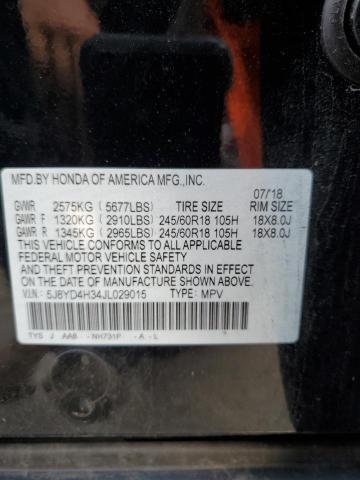 MFD.BY HONDA OF AMERICA MFG.,INC.
07/18
GVWR 2575KG (5677LBS) TIRE SIZE RIM SIZE
GAWR F 1320KG (2910LBS) 245/60R18 105H 18X8.0J
GAWR R 1345KG (2965LBS) 245/60R18 105H 18X8.0J
THIS VEHICLE CONFORMS TO ALL APPLICABLE
FEDERAL MOTOR VEHICLE SAFETY
AND THEFT PREVENTION STANDARDS IN EFFECT
ON THE DATE OF MANUFACTURE SHOWN ABOVE.
5J8YD4H34JL029015 TYPE: MPV
TYS J AAB - NH731P - A - L